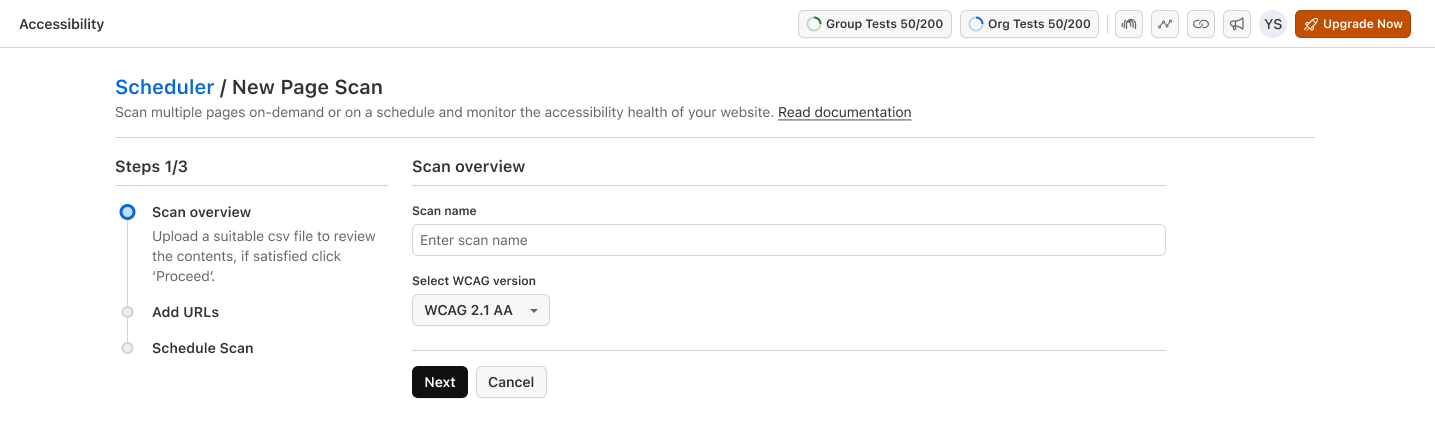 Accessibility
Group Tests 50/200
Org Tests 50/200
YS
Upgrade Now
Scheduler / New Page Scan
Scan multiple pages on-demand or on a schedule and monitor the accessibility health of your website. Read documentation
Steps 1/3
Scan overview
Upload a suitable csv file to review
the contents, if satisfied click
‘Proceed’.
Add URLs
Schedule Scan
Scan overview
Scan name
Enter scan name
Select WCAG version
WCAG 2.1 AA
Next
Cancel